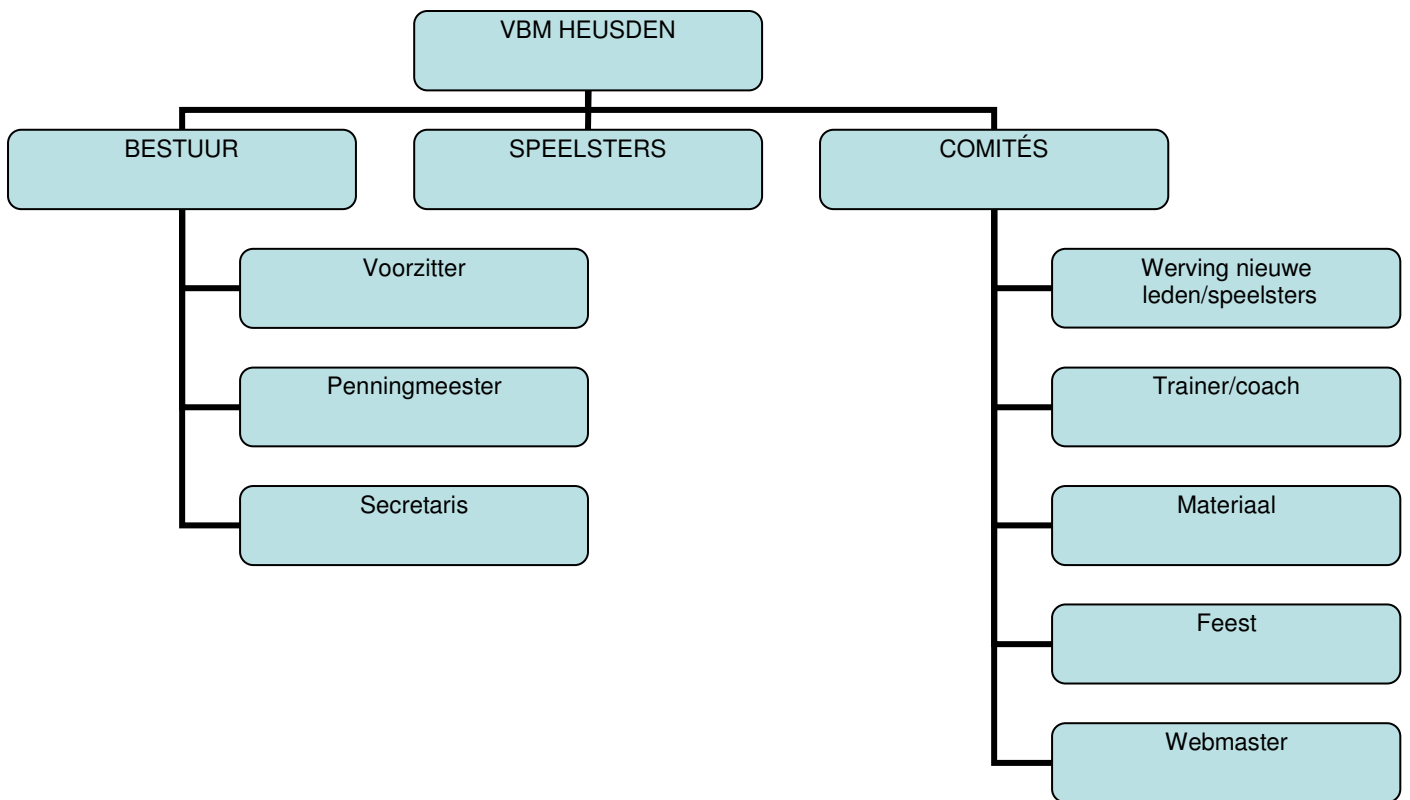 VBM HEUSDEN
BESTUUR
SPEELSTERS
COMITÉS
Voorzitter
Penningmeester
Secretaris
Werving nieuwe
leden/speelsters
Trainer/coach
Materiaal
Feest
Webmaster